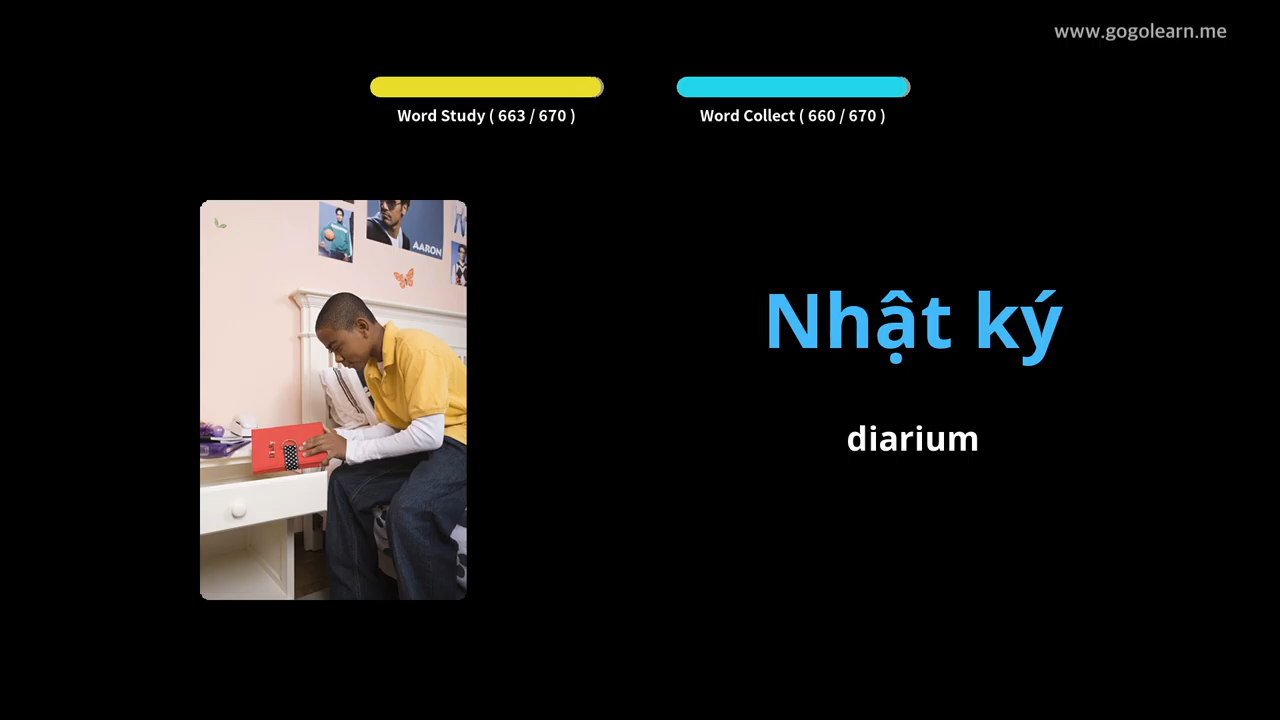 www.gogolearn.me
Word Study ( 663 / 670 )
Word Collect ( 660 / 670 )
AARON
Nhật ký
diarium